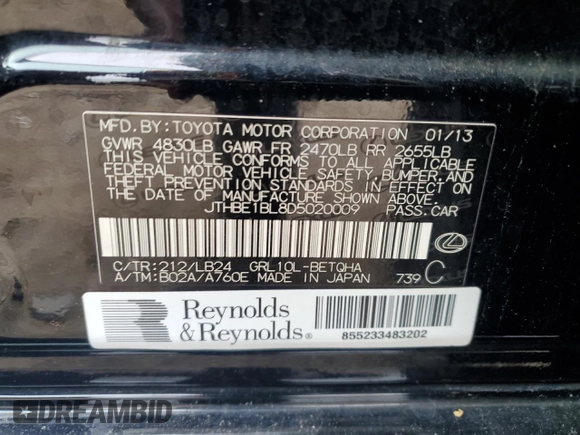 MFD.BY:TOYOTA MOTOR CORPORATION 01/13
GVWR 4830LB GAWR FR 2470LB RR 2655LB
THIS VEHICLE CONFORMS TO ALL APPLICABLE
FEDERAL MOTOR VEHICLE SAFETY, BUMPER,
AND THEFT PREVENTION STANDARDS IN EFFECT ON
THE DATE OF MANUFACTURE SHOWN ABOVE.
JTHBE1BL8D5020009 PASS.CAR
C/TR:212/LB24 GRL10L-BETQHA
A/TM:B02A/A760E MADE IN JAPAN 739 C
Reynolds
& Reynolds®
855233483202
DREAMBID